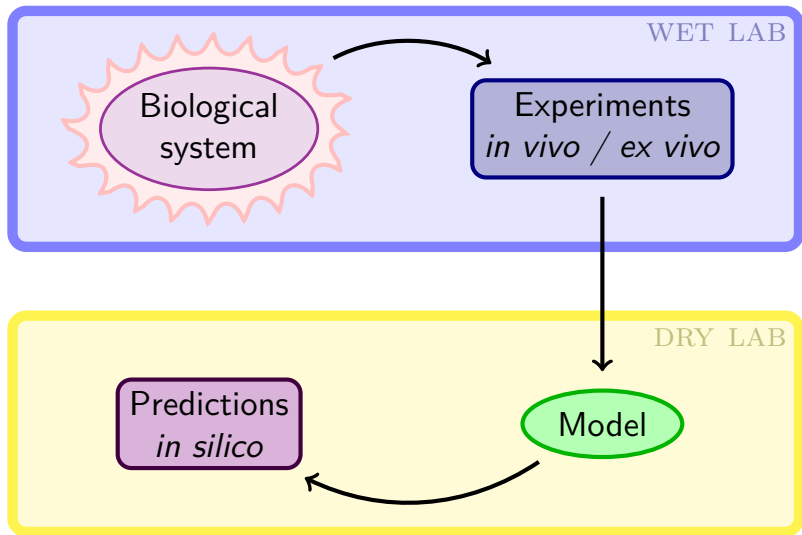 WET LAB
Biological
system
Experiments
in vivo / ex vivo
DRY LAB
Predictions
in silico
Model